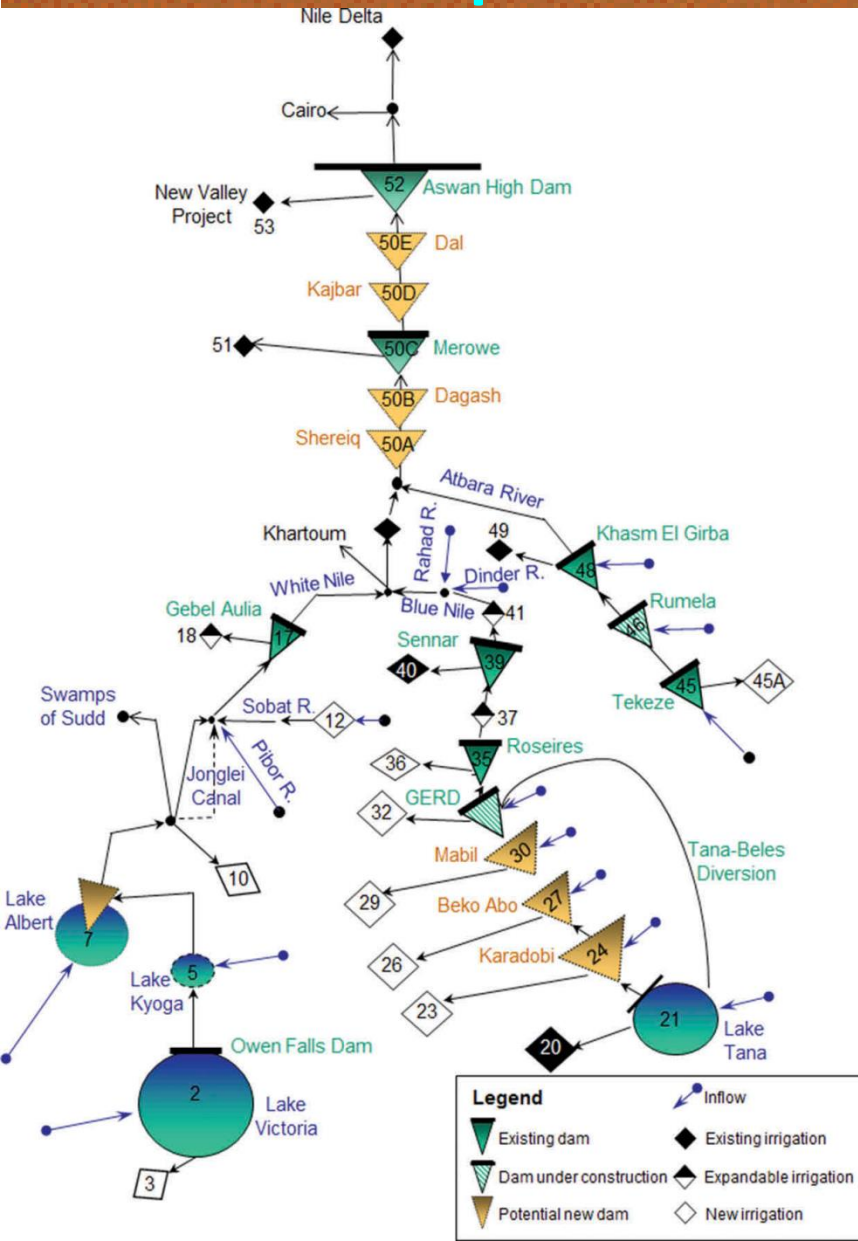 Nile Delta
Cairo
52
Aswan High Dam
New Valley
Project
53
50E
Dal
Kajbar
50D
51
50C
Merowe
50B
Dagash
Shereiq
50A
Atbara River
Khartoum
Rahad R.
49
Khasm El Girba
48
Dinder R.
White Nile
Blue Nile
41
Rumela
46
Gebel Aulia
18
17
Sennar
40
39
45
45A
Tekeze
Swamps
of Sudd
Sobat R.
12
37
Pibor R.
Jonglei
Canal
36
35
Roseires
GERD
32
10
Mabil
30
Tana-Beles
Diversion
Lake
Albert
7
29
Beko Abo
27
26
Karadobi
24
Lake
Kyoga
5
23
21
Lake
Tana
20
Owen Falls Dam
2
Lake
Victoria
3
Legend
Inflow
Existing dam
Existing irrigation
Dam under construction
Expandable irrigation
Potential new dam
New irrigation